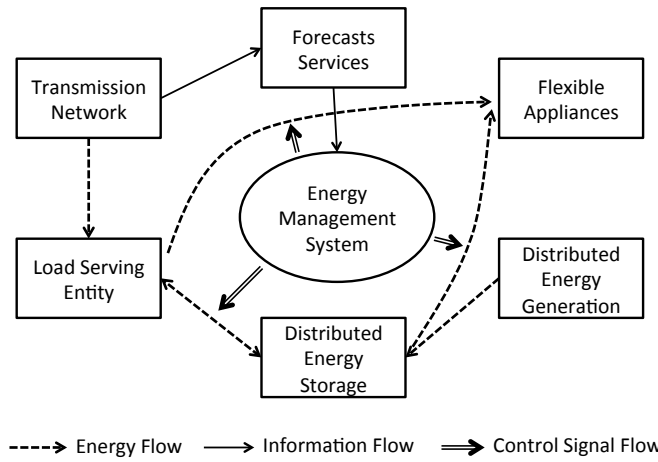 Forecasts
Services
Transmission
Network
Flexible
Appliances
Energy
Management
System
Load Serving
Entity
Distributed
Energy
Generation
Distributed
Energy
Storage
Energy Flow
Information Flow
Control Signal Flow